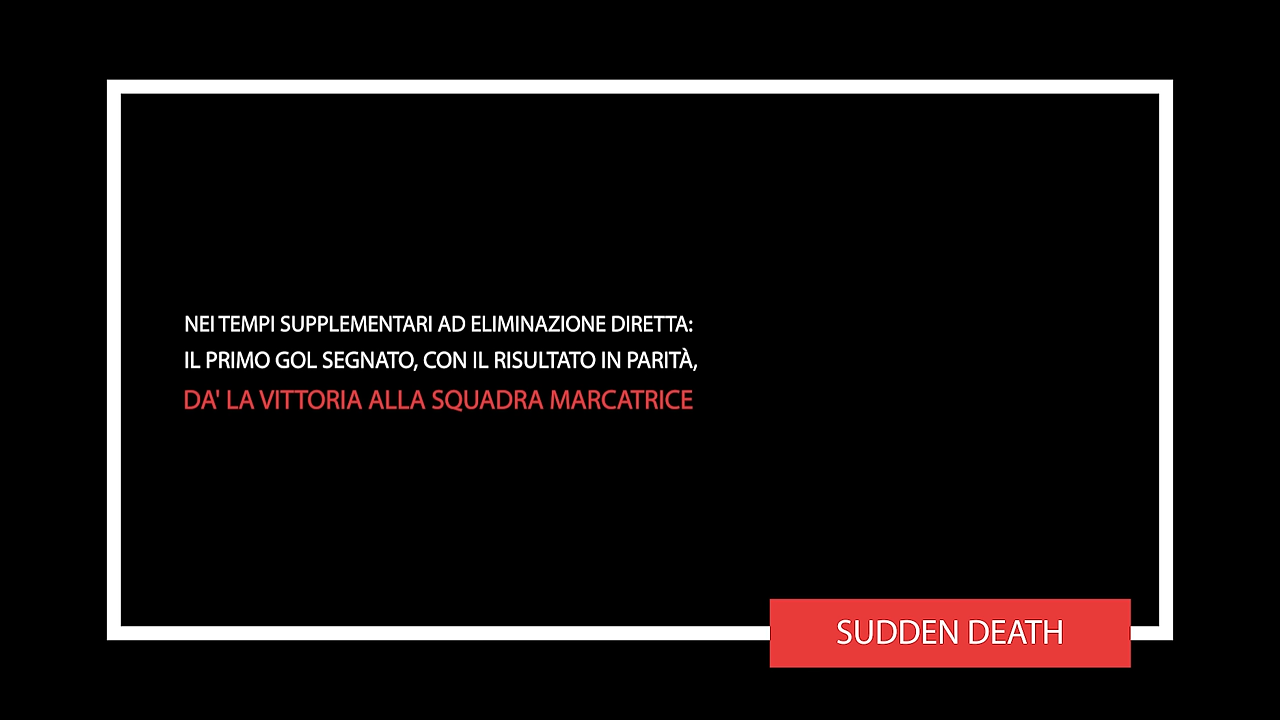 NEI TEMPI SUPPLEMENTARI AD ELIMINAZIONE DIRETTA:
IL PRIMO GOL SEGNATO, CON IL RISULTATO IN PARITÀ,
DA' LA VITTORIA ALLA SQUADRA MARCATRICE
SUDDEN DEATH